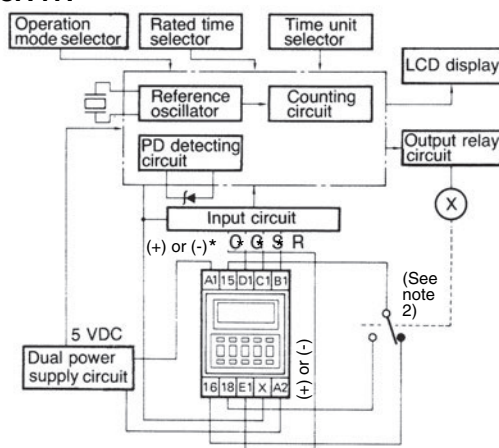 Operation
mode selector
Rated time
selector
Time unit
selector
LCD display
Reference
oscillator
Counting
circuit
PD detecting
circuit
Output relay
circuit
X
Input circuit
(+) or (-)* O G S R
A1 15 D1 C1 B1
(See
note
2)
5 VDC
Dual power
supply circuit
(+) or (-)
16 18 E1 X A2